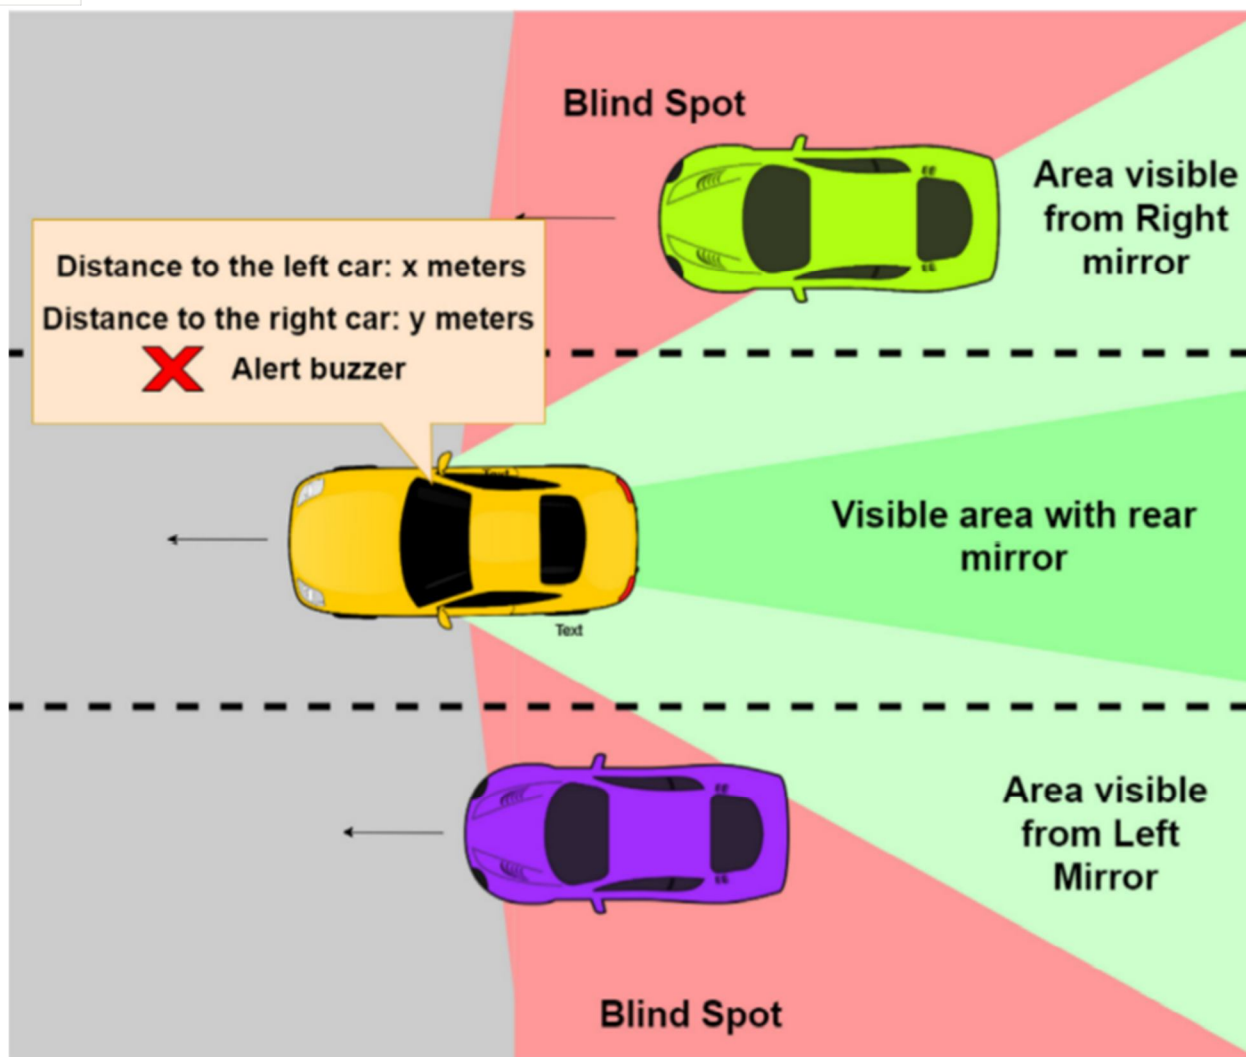 Blind Spot
Area visible
from Right
mirror
Distance to the left car: x meters
Distance to the right car: y meters
Alert buzzer
Text
Visible area with rear
mirror
Text
Area visible
from Left
Mirror
Blind Spot